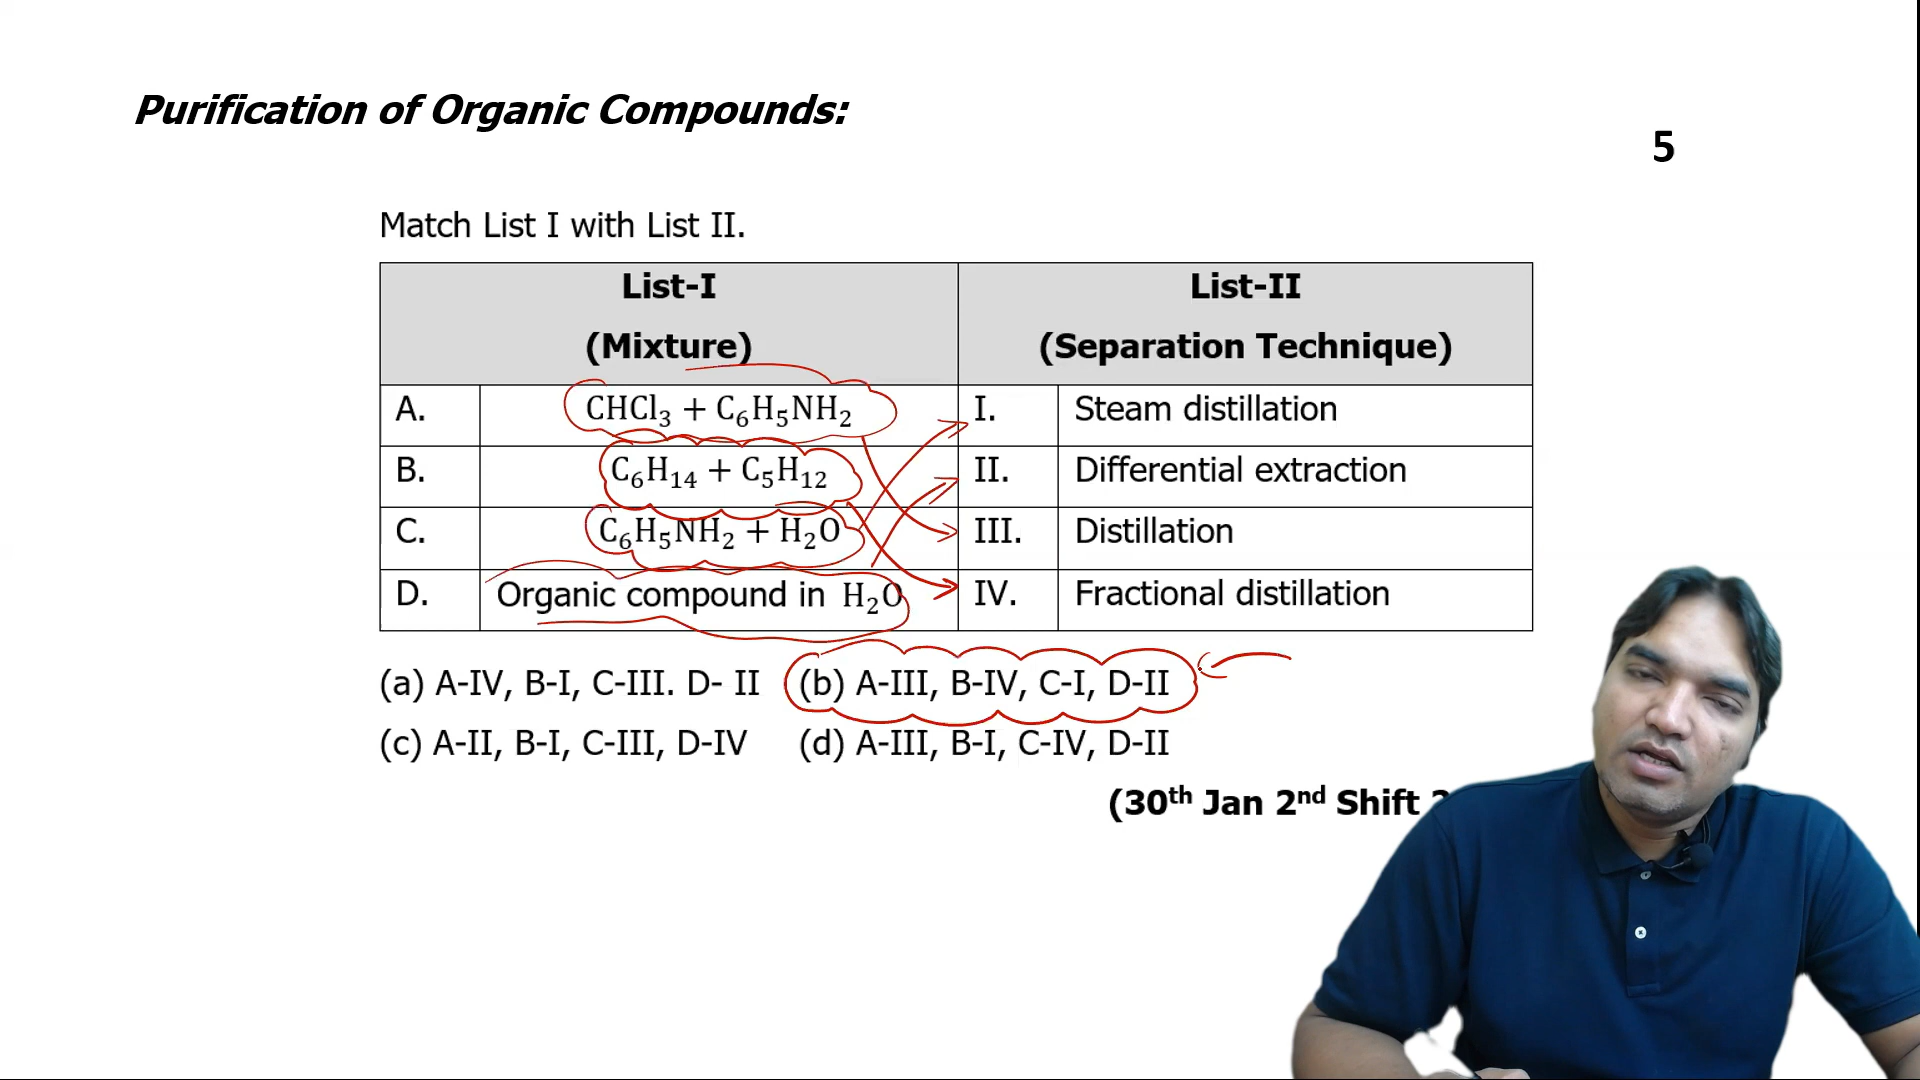 Purification of Organic Compounds:
5
Match List I with List II.
List-I
(Mixture)
List-II
(Separation Technique)
A. CHCl₃ + C₆H₅NH₂ I. Steam distillation
B. C₆H₁₄ + C₅H₁₂ II. Differential extraction
C. C₆H₅NH₂ + H₂O III. Distillation
D. Organic compound in H₂O IV. Fractional distillation
(a) A-IV, B-I, C-III. D- II (b) A-III, B-IV, C-I, D-II
(c) A-II, B-I, C-III, D-IV (d) A-III, B-I, C-IV, D-II
(30th Jan 2nd Shift